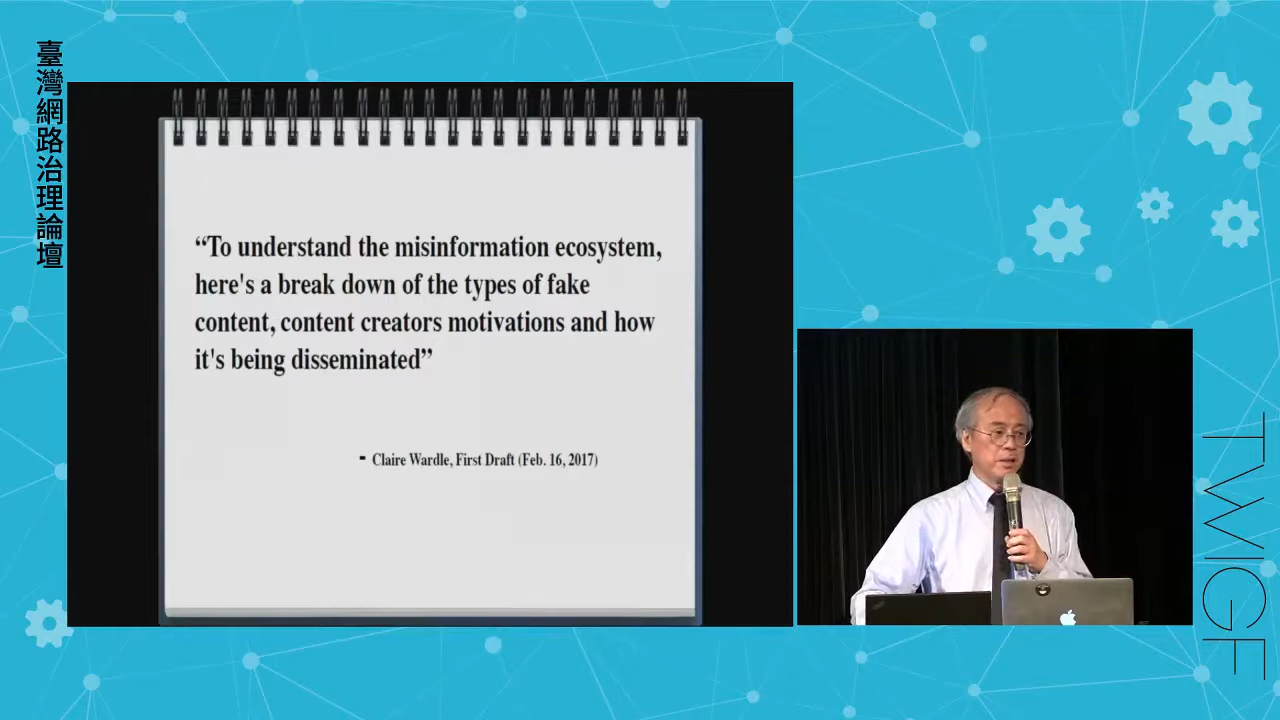 臺灣網路治理論壇
“To understand the misinformation ecosystem,
here's a break down of the types of fake
content, content creators motivations and how
it's being disseminated”
- Claire Wardle, First Draft (Feb. 16, 2017)
TWIGF